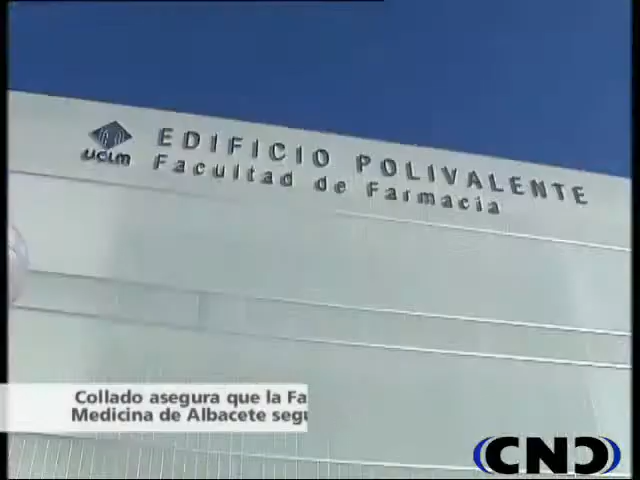 EDIFICIO POLIVALENTE
uclm Facultad de Farmacia
Collado asegura que la Fa
Medicina de Albacete segu
CNC